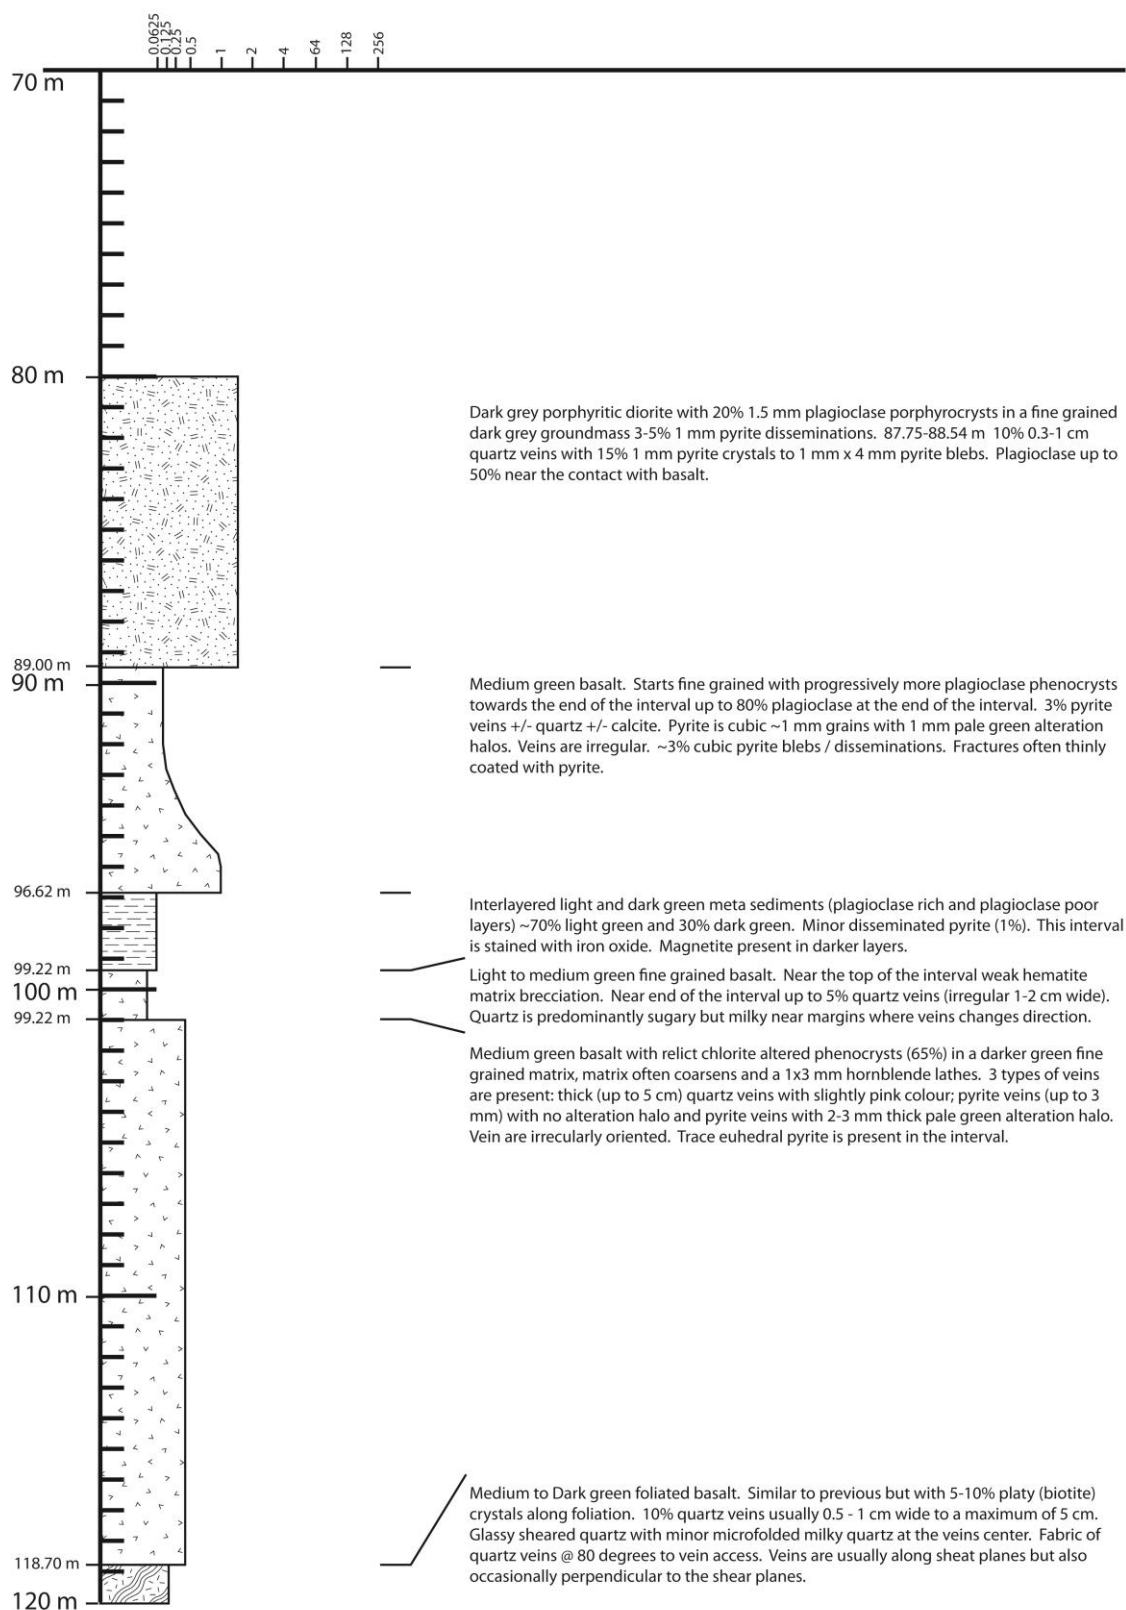 0.0625
0.125
0.25
0.5
1
2
4
64
128
256
70 m
80 m
Dark grey porphyritic diorite with 20% 1.5 mm plagioclase porphyrocrysts in a fine grained
dark grey groundmass 3-5% 1 mm pyrite disseminations. 87.75-88.54 m 10% 0.3-1 cm
quartz veins with 15% 1 mm pyrite crystals to 1 mm x 4 mm pyrite blebs. Plagioclase up to
50% near the contact with basalt.
89.00 m
90 m
Medium green basalt. Starts fine grained with progressively more plagioclase phenocrysts
towards the end of the interval up to 80% plagioclase at the end of the interval. 3% pyrite
veins +/- quartz +/- calcite. Pyrite is cubic ~1 mm grains with 1 mm pale green alteration
halos. Veins are irregular. ~3% cubic pyrite blebs / disseminations. Fractures often thinly
coated with pyrite.
96.62 m
Interlayered light and dark green meta sediments (plagioclase rich and plagioclase poor
layers) ~70% light green and 30% dark green. Minor disseminated pyrite (1%). This interval
is stained with iron oxide. Magnetite present in darker layers.
99.22 m
Light to medium green fine grained basalt. Near the top of the interval weak hematite
matrix brecciation. Near end of the interval up to 5% quartz veins (irregular 1-2 cm wide).
Quartz is predominantly sugary but milky near margins where veins changes direction.
100 m
99.22 m
Medium green basalt with relict chlorite altered phenocrysts (65%) in a darker green fine
grained matrix, matrix often coarsens and a 1x3 mm hornblende lathes. 3 types of veins
are present: thick (up to 5 cm) quartz veins with slightly pink colour; pyrite veins (up to 3
mm) with no alteration halo and pyrite veins with 2-3 mm thick pale green alteration halo.
Vein are irrecularly oriented. Trace euhedral pyrite is present in the interval.
110 m
Medium to Dark green foliated basalt. Similar to previous but with 5-10% platy (biotite)
crystals along foliation. 10% quartz veins usually 0.5 - 1 cm wide to a maximum of 5 cm.
Glassy sheared quartz with minor microfolded milky quartz at the veins center. Fabric of
quartz veins @ 80 degrees to vein access. Veins are usually along sheat planes but also
occasionally perpendicular to the shear planes.
118.70 m
120 m